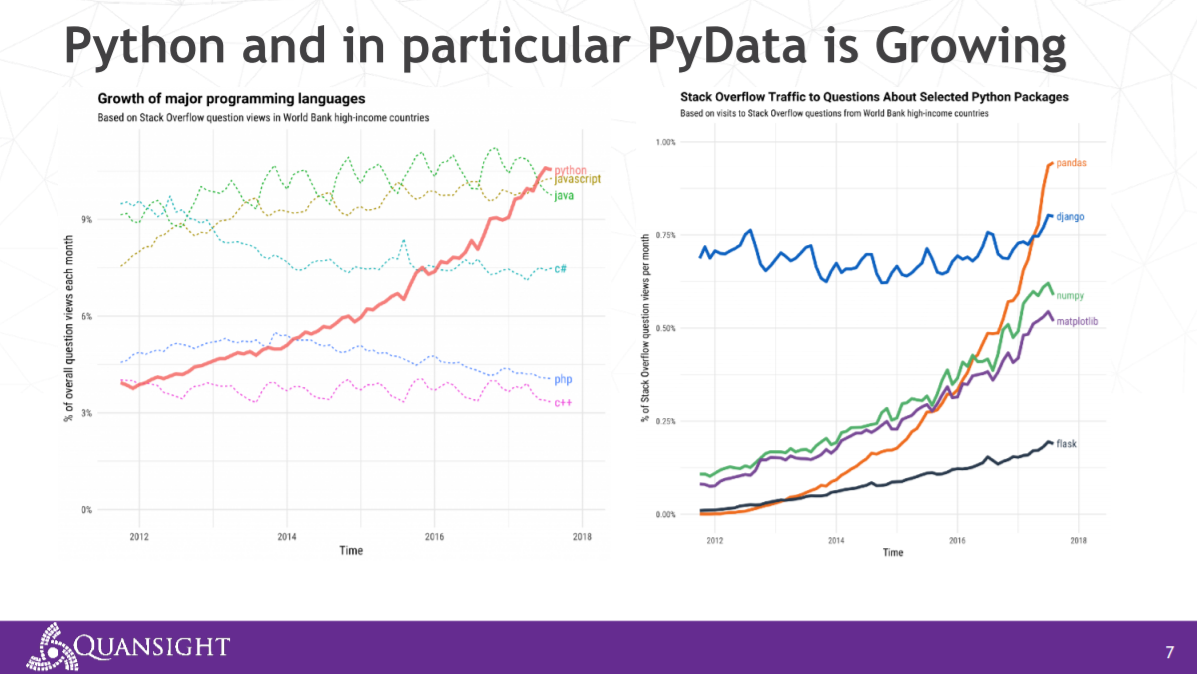 Python and in particular PyData is Growing
Growth of major programming languages
Based on Stack Overflow question views in World Bank high-income countries
% of overall question views each month
9%
6%
3%
0%
python
javascript
java
c#
php
c++
2012
2014
2016
2018
Time
Stack Overflow Traffic to Questions About Selected Python Packages
Based on visits to Stack Overflow questions from World Bank high-income countries
% of Stack Overflow question views per month
1.00%
0.75%
0.50%
0.25%
0.00%
pandas
django
numpy
matplotlib
flask
2012
2014
2016
2018
Time
QUANSIGHT
7